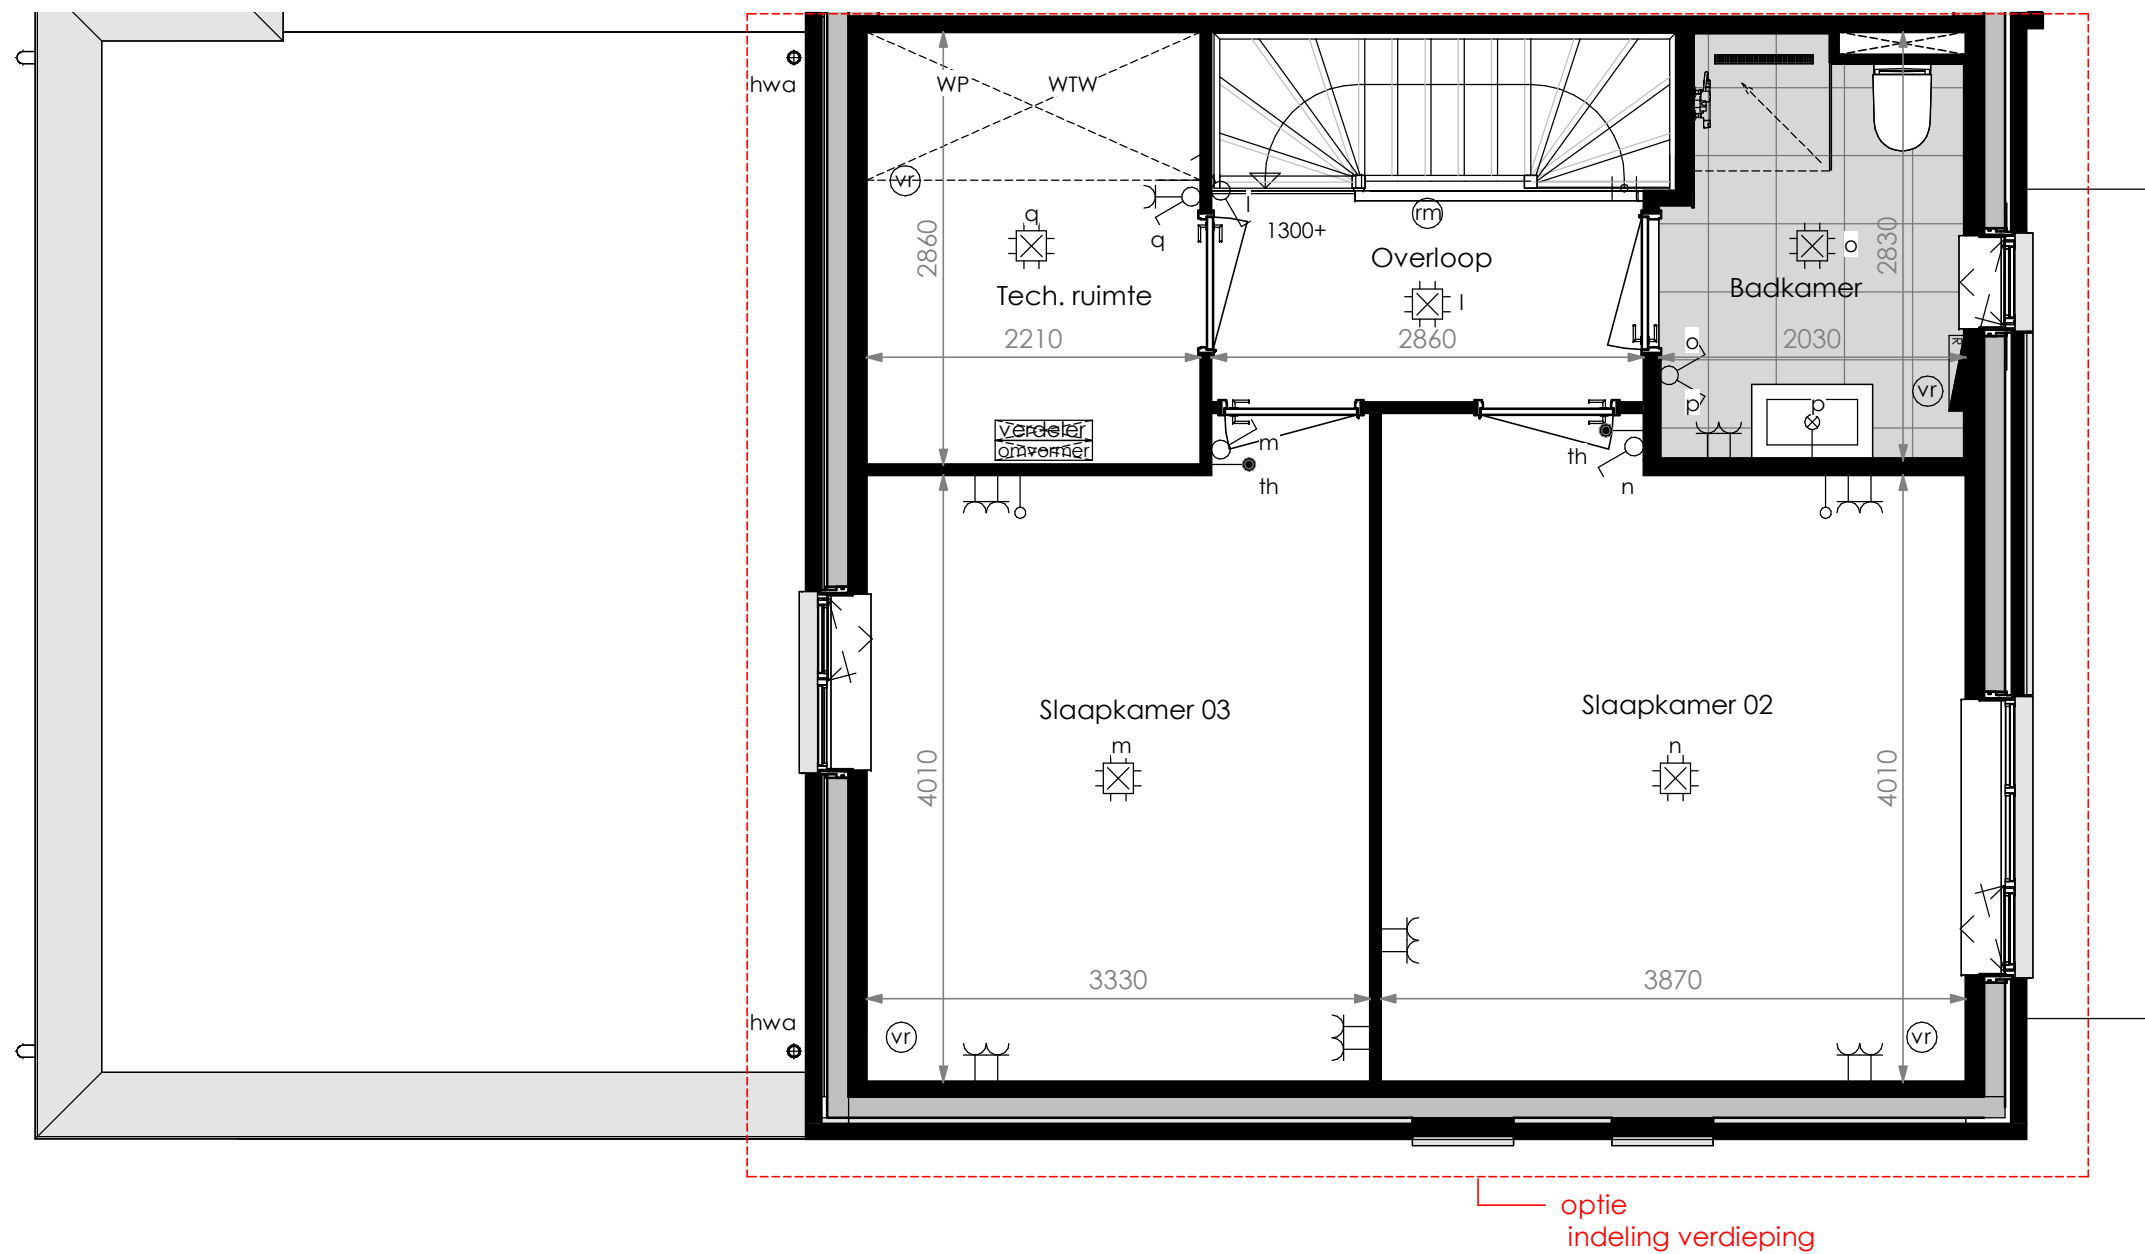 hwa
WP
WTW
vr
q
q
l
1300+
rm
Overloop
l
2860
Tech. ruimte
2210
2860
o
2830
Badkamer
2030
o
R
vr
p
p
verdeler
omvormer
m
th
th
n
Slaapkamer 03
m
4010
Slaapkamer 02
n
4010
3330
3870
hwa
vr
vr
optie
indeling verdieping